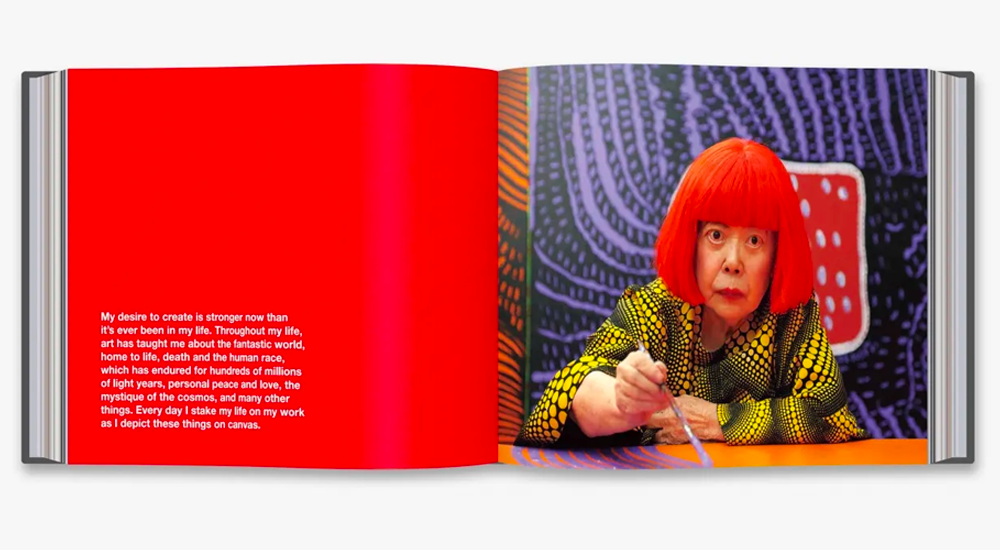 My desire to create is stronger now than
it's ever been in my life. Throughout my life,
art has taught me about the fantastic world,
home to life, death and the human race,
which has endured for hundreds of millions
of light years, personal peace and love, the
mystique of the cosmos, and many other
things. Every day I stake my life on my work
as I depict these things on canvas.